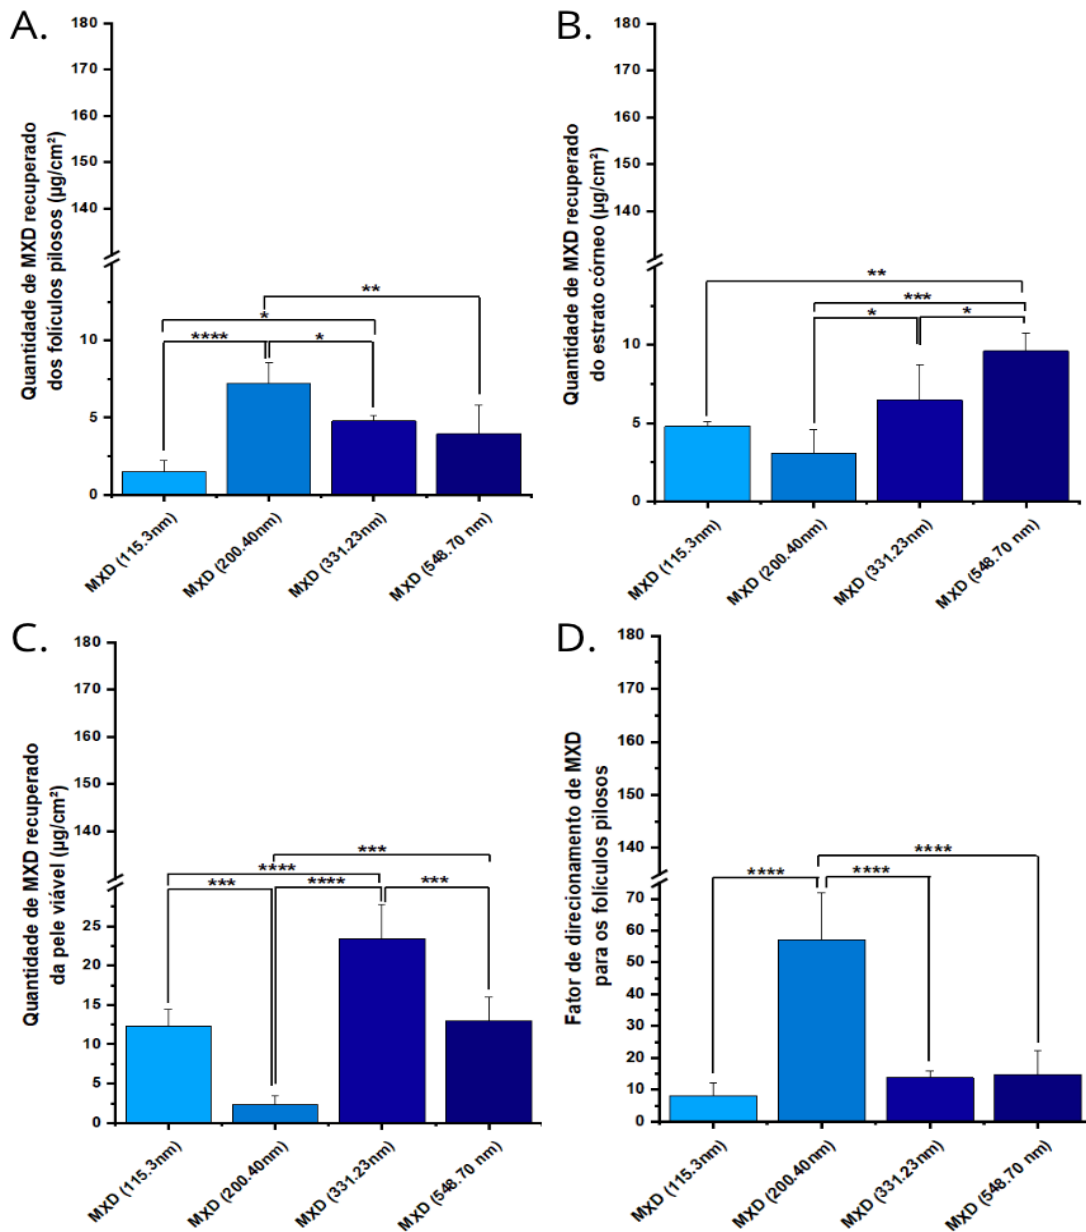 A.
Quantidade de MXD recuperado
dos folículos pilosos (µg/cm²)
180
170
160
150
140
10
5
0
**
*
****
*
MXD (115.3nm)
MXD (200.40nm)
MXD (331.23nm)
MXD (548.70 nm)
B.
Quantidade de MXD recuperado
do estrato córneo (µg/cm²)
180
170
160
150
140
10
5
0
**
***
*
*
MXD (115.3nm)
MXD (200.40nm)
MXD (331.23nm)
MXD (548.70 nm)
C.
Quantidade de MXD recuperado
da pele viável (µg/cm²)
180
170
160
150
140
25
20
15
10
5
0
***
****
***
****
***
MXD (115.3nm)
MXD (200.40nm)
MXD (331.23nm)
MXD (548.70 nm)
D.
Fator de direcionamento de MXD
para os folículos pilosos
180
170
160
150
140
70
60
50
40
30
20
10
0
****
****
****
MXD (115.3nm)
MXD (200.40nm)
MXD (331.23nm)
MXD (548.70 nm)